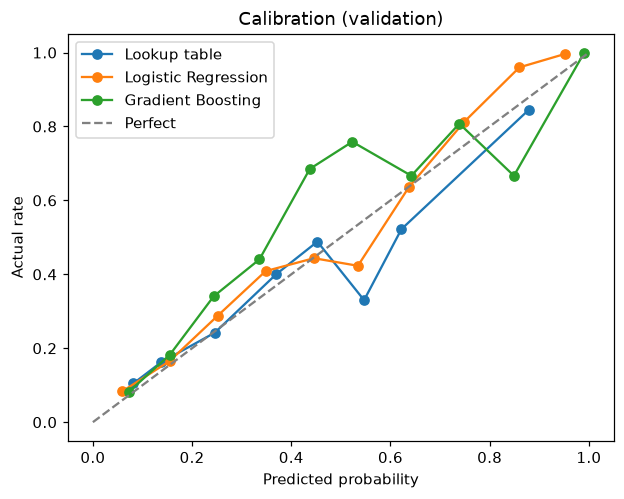 Calibration (validation)
Lookup table
Logistic Regression
Gradient Boosting
Perfect
1.0
0.8
0.6
0.4
0.2
0.0
Actual rate
0.0 0.2 0.4 0.6 0.8 1.0
Predicted probability